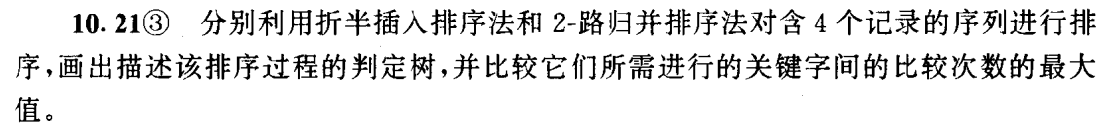 10.21③ 分别利用折半插入排序法和 2-路归并排序法对含 4 个记录的序列进行排
序,画出描述该排序过程的判定树,并比较它们所需进行的关键字间的比较次数的最大
值。